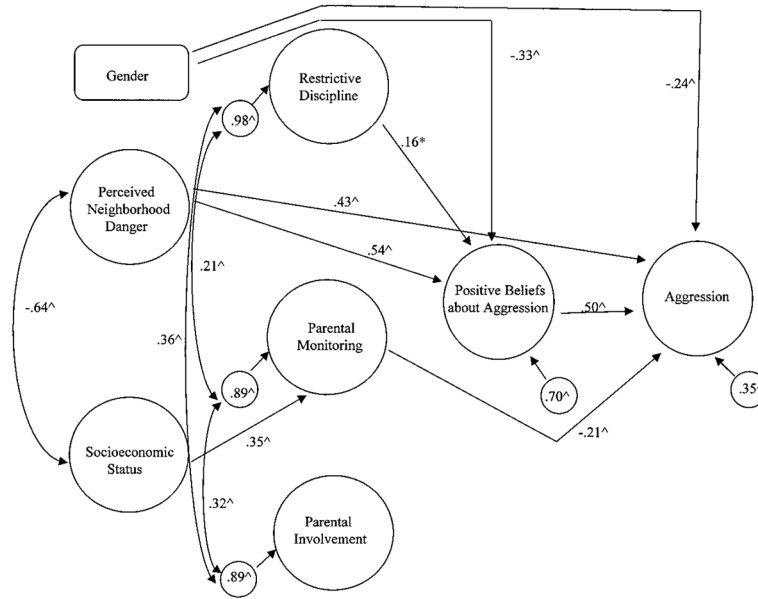 Gender
Restrictive
Discipline
-.33^
-.24^
.98^
.16*
Perceived
Neighborhood
Danger
.43^
.54^
.21^
Positive Beliefs
about Aggression
.50^
Aggression
-.64^
.36^
Parental
Monitoring
.89^
.70^
.35^
.35^
-.21^
Socioeconomic
Status
.32^
Parental
Involvement
.89^